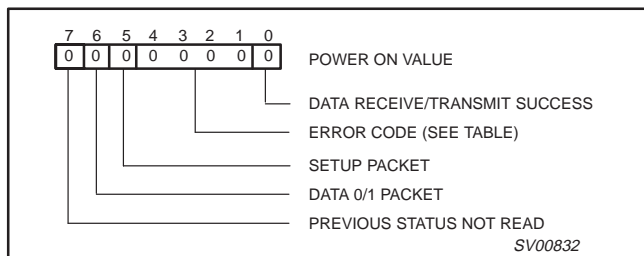 7 6 5 4 3 2 1 0
0 0 0 0 0 0 0 0 POWER ON VALUE
DATA RECEIVE/TRANSMIT SUCCESS
ERROR CODE (SEE TABLE)
SETUP PACKET
DATA 0/1 PACKET
PREVIOUS STATUS NOT READ
SV00832